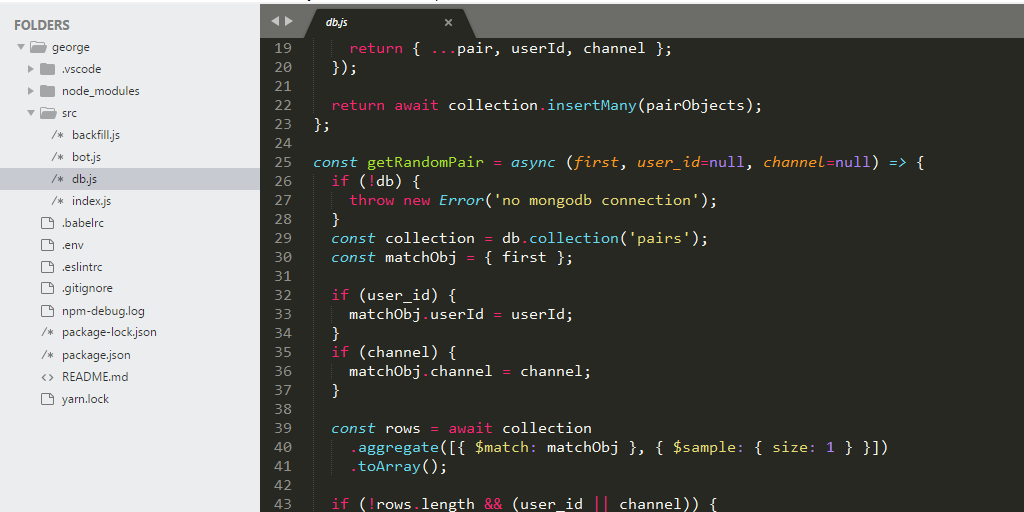 FOLDERS
george
.vscode
node_modules
src
/* backfill.js
/* bot.js
/* db.js
/* index.js
.babelrc
.env
.eslintrc
.gitignore
npm-debug.log
/* package-lock.json
/* package.json
<> README.md
yarn.lock
db.js ×
19 return { ...pair, userId, channel };
20 });
21
22 return await collection.insertMany(pairObjects);
23 };
24
25 const getRandomPair = async (first, user_id=null, channel=null) => {
26 if (!db) {
27 throw new Error('no mongodb connection');
28 }
29 const collection = db.collection('pairs');
30 const matchObj = { first };
31
32 if (user_id) {
33 matchObj.userId = userId;
34 }
35 if (channel) {
36 matchObj.channel = channel;
37 }
38
39 const rows = await collection
40 .aggregate([{ $match: matchObj }, { $sample: { size: 1 } }])
41 .toArray();
42
43 if (!rows.length && (user_id || channel)) {